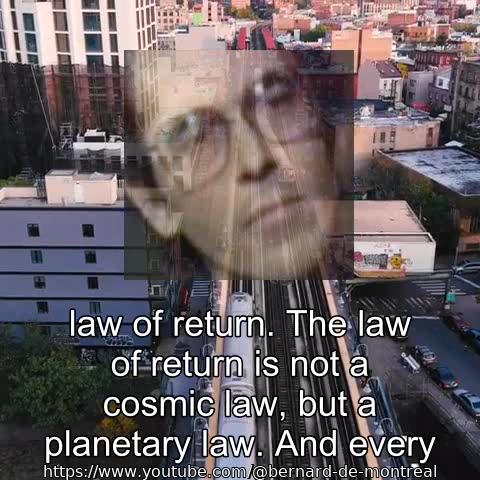 law of return. The law
of return is not a
cosmic law, but a
planetary law. And every
https://www.youtube.com/@bernard-de-montreal